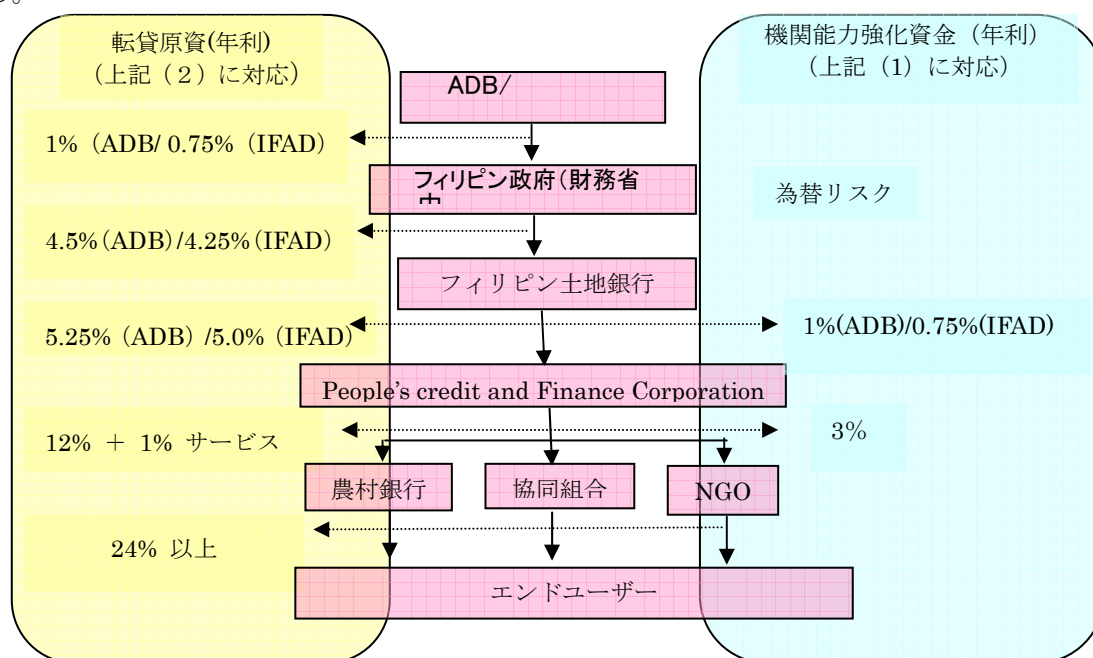 る。
転貸原資(年利)
(上記(2)に対応)
機関能力強化資金(年利)
(上記(1)に対応)
ADB/
1% (ADB/ 0.75% (IFAD)
フィリピン政府(財務省
為替リスク
4.5%(ADB)/4.25%(IFAD)
フィリピン土地銀行
5.25% (ADB) /5.0% (IFAD)
1%(ADB)/0.75%(IFAD)
People's credit and Finance Corporation
12% + 1% サービス
3%
農村銀行
協同組合
NGO
24% 以上
エンドユーザー